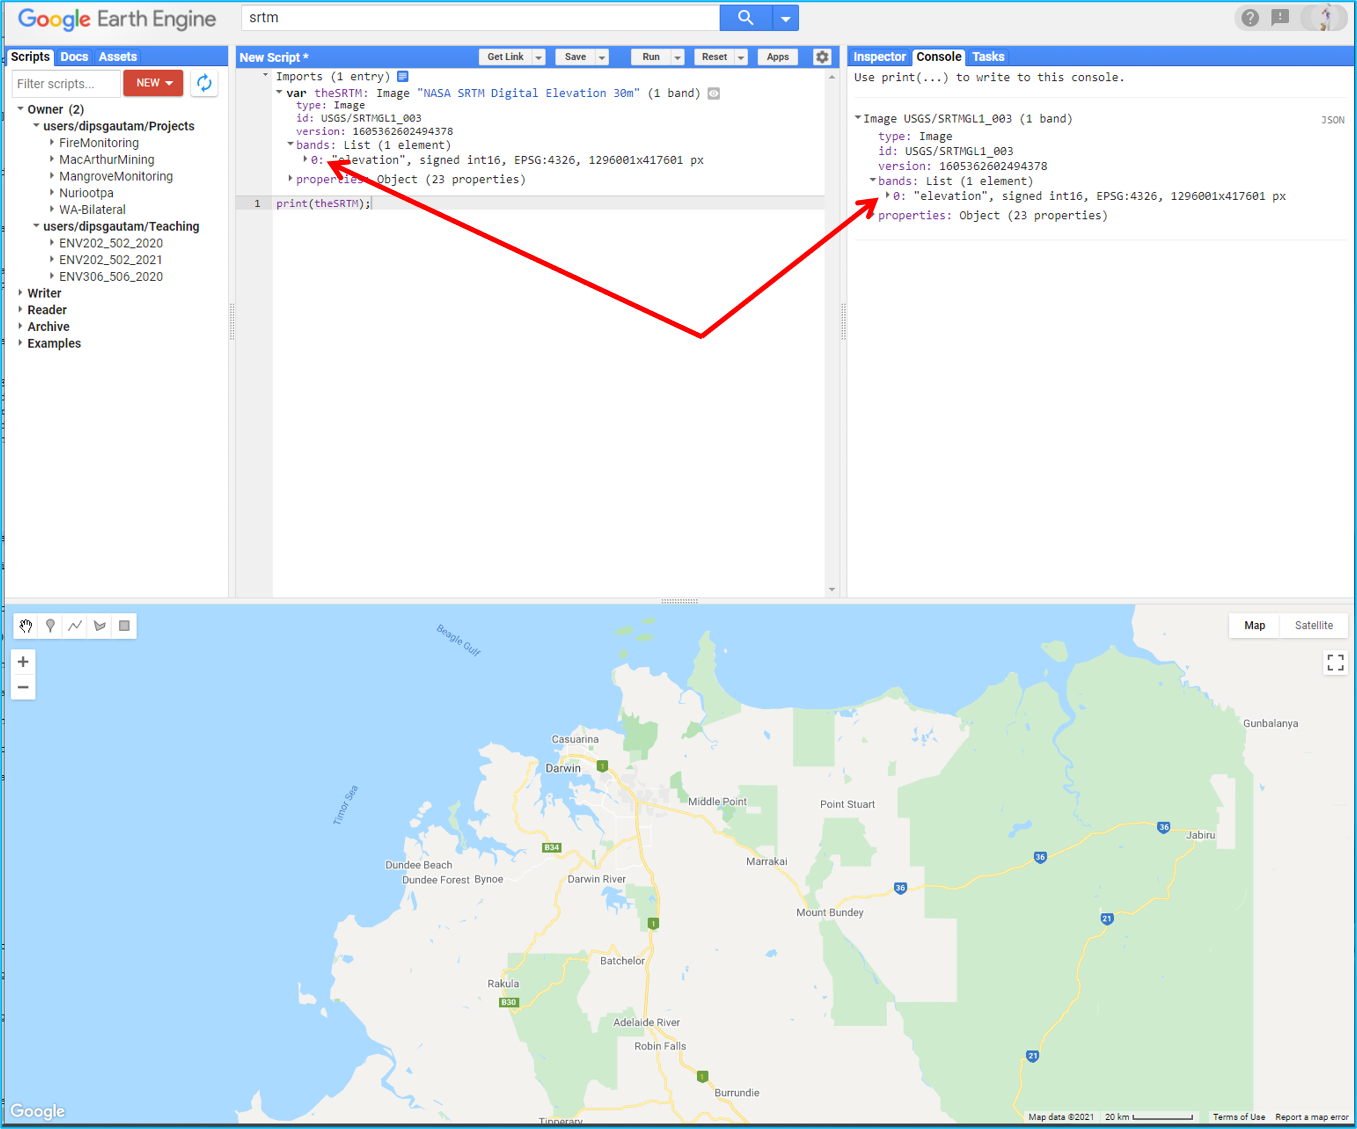 Google Earth Engine
srtm
Scripts Docs Assets
Filter scripts... NEW
Owner (2)
users/dipsgautam/Projects
FireMonitoring
MacArthurMining
MangroveMonitoring
Nuriootpa
WA-Bilateral
users/dipsgautam/Teaching
ENV202_502_2020
ENV202_502_2021
ENV306_506_2020
Writer
Reader
Archive
Examples
New Script * Get Link Save Run Reset Apps
Imports (1 entry)
var theSRTM: Image "NASA SRTM Digital Elevation 30m" (1 band)
type: Image
id: USGS/SRTMGL1_003
version: 1605362602494378
bands: List (1 element)
0: "elevation", signed int16, EPSG:4326, 1296001x417601 px
properties: Object (23 properties)
1 print(theSRTM);
Inspector Console Tasks
Use print(...) to write to this console.
Image USGS/SRTMGL1_003 (1 band) JSON
type: Image
id: USGS/SRTMGL1_003
version: 1605362602494378
bands: List (1 element)
0: "elevation", signed int16, EPSG:4326, 1296001x417601 px
properties: Object (23 properties)
Map Satellite
Beagle Gulf
Gunbalanya
Casuarina
Darwin
1
Timor Sea
Middle Point
Point Stuart
36
Jabiru
B34
36
Marrakai
Dundee Beach
Dundee Forest Bynoe
Darwin River
36
Mount Bundey
21
1
Batchelor
Rakula
B30
Adelaide River
Robin Falls
21
1
Burrundie
Tipperary
Google
Map data ©2021 20 km Terms of Use Report a map error